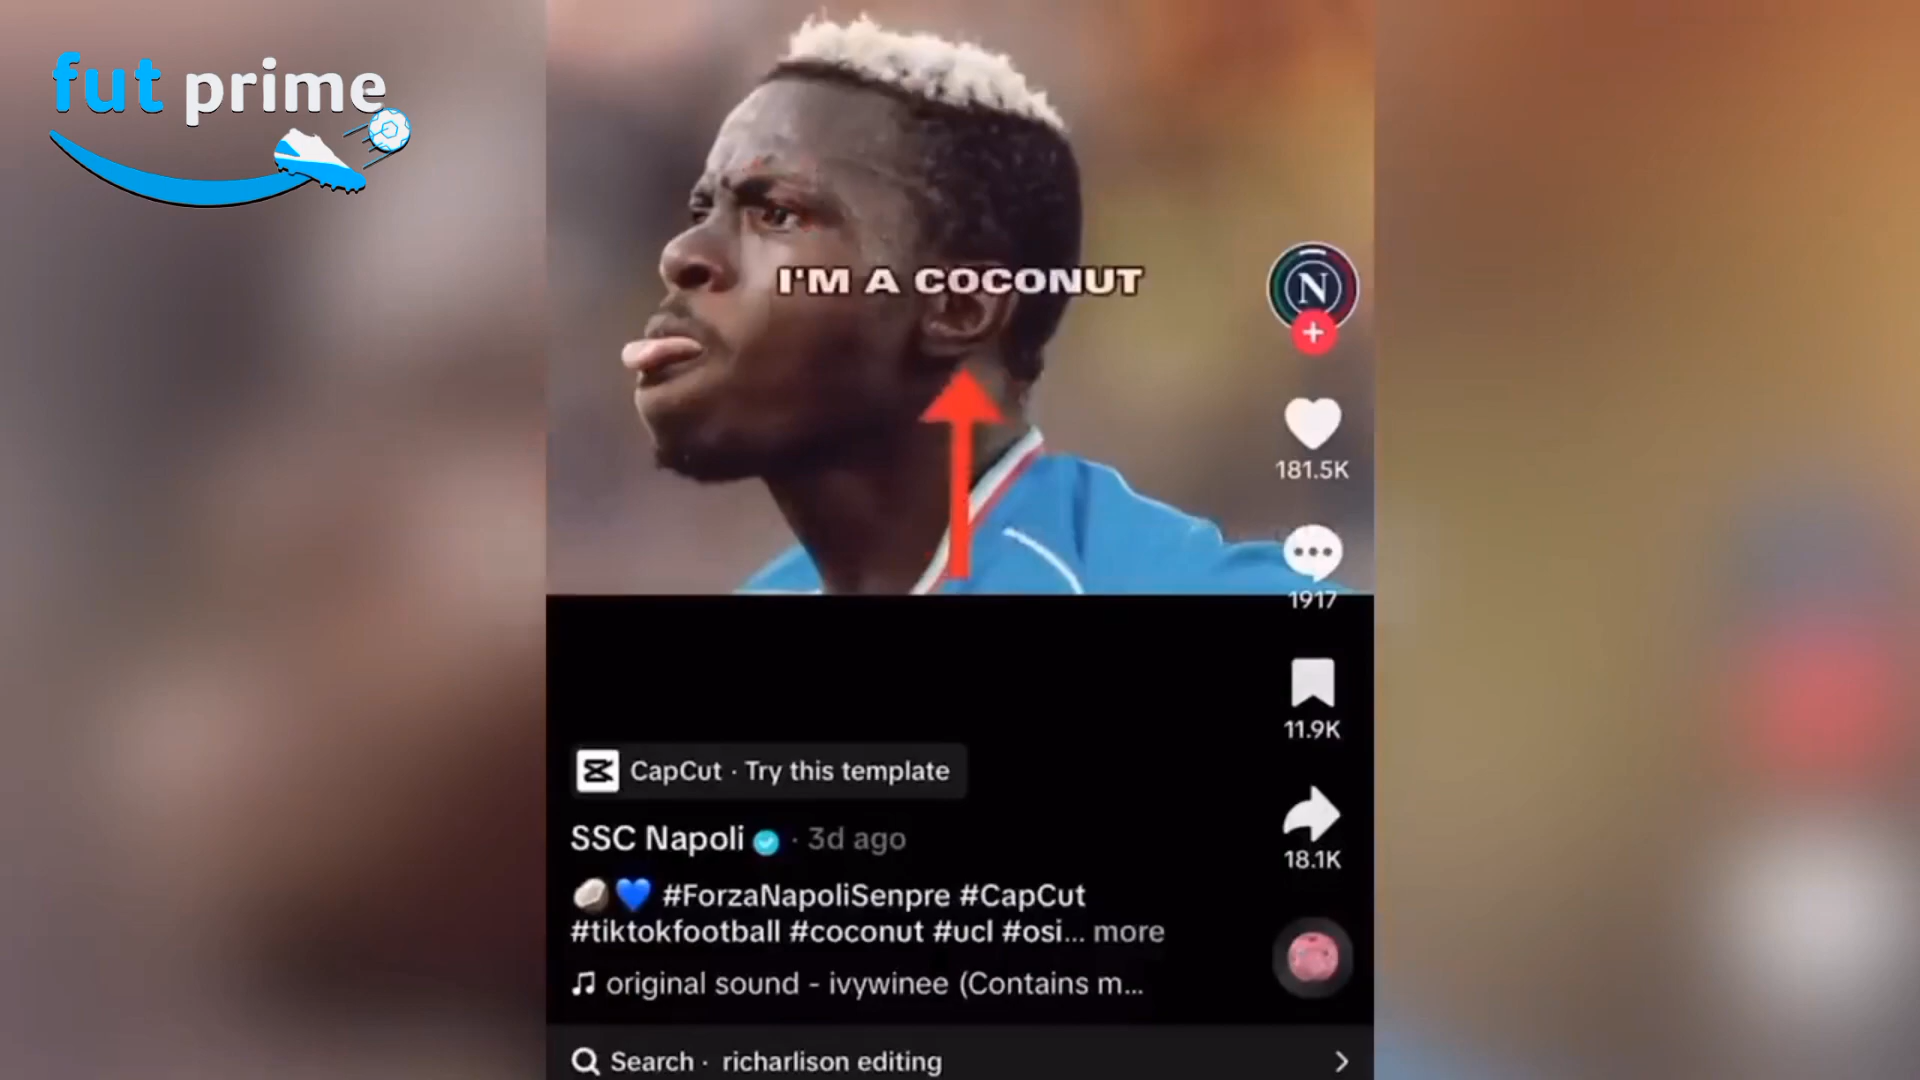 fut prime
I'M A COCONUT
N
181.5K
1917
11.9K
CapCut · Try this template
SSC Napoli · 3d ago
18.1K
#ForzaNapoliSenpre #CapCut
#tiktokfootball #coconut #ucl #osi... more
original sound - ivywinee (Contains m...
Search · richarlison editing